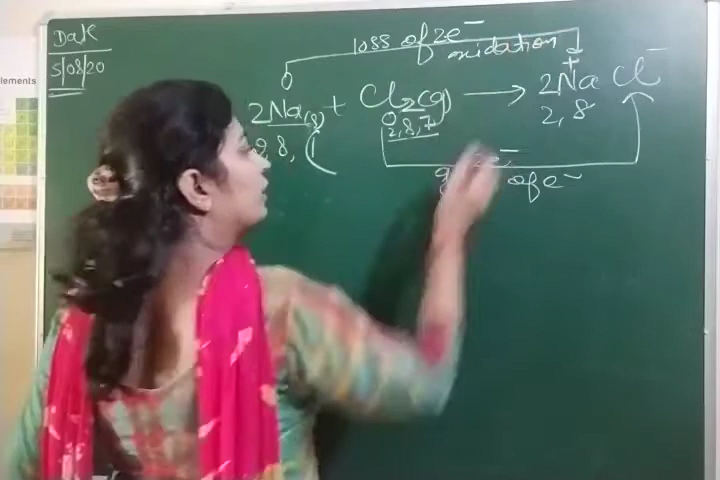 Date
5/08/20
lements
loss of 2e⁻
oxidation
0
2Na(s) + Cl₂(g) → 2Na⁺Cl⁻
0
2,8,7
2,8
2,8,1
of e⁻